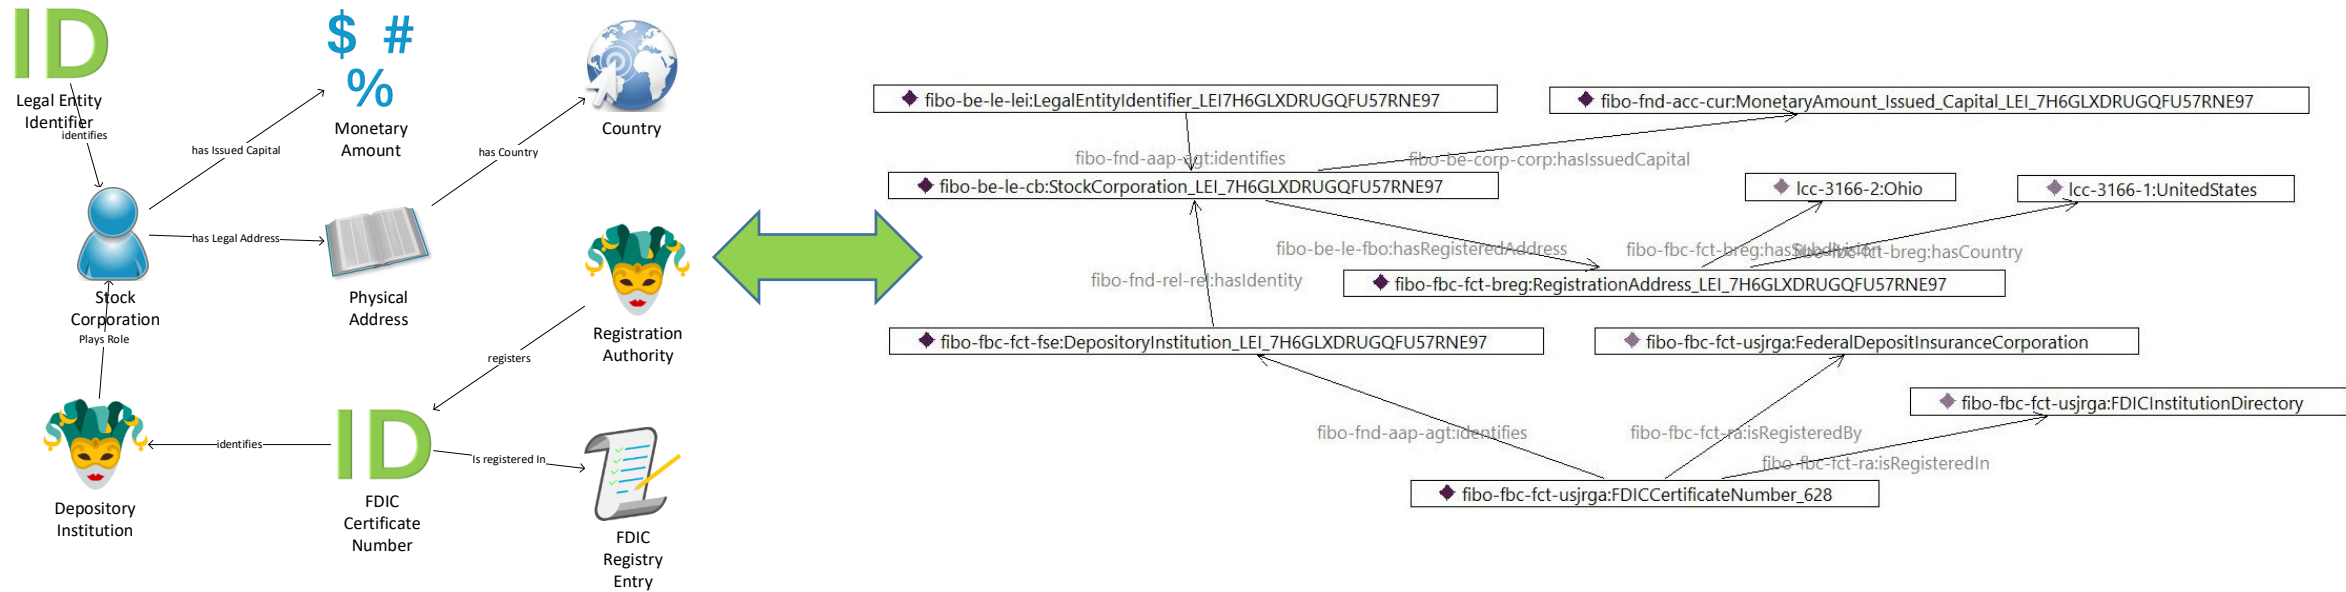 ID
Legal Entity
Identifier
identifies
$ #
%
Monetary
Amount
Country
has Issued Capital
has Country
has Legal Address
Stock
Corporation
Plays Role
Physical
Address
Registration
Authority
registers
Depository
Institution
identifies
ID
FDIC
Certificate
Number
Is registered In
FDIC
Registry
Entry
fibo-be-le-lei:LegalEntityIdentifier_LEI7H6GLXDRUGQFU57RNE97
fibo-fnd-acc-cur:MonetaryAmount_Issued_Capital_LEI_7H6GLXDRUGQFU57RNE97
fibo-fnd-aap-agt:identifies
fibo-be-corp-corp:hasIssuedCapital
fibo-be-le-cb:StockCorporation_LEI_7H6GLXDRUGQFU57RNE97
lcc-3166-2:Ohio
lcc-3166-1:UnitedStates
fibo-be-le-fbo:hasRegisteredAddress
fibo-fbc-fct-breg:hasSubdivision
fibo-fbc-fct-breg:hasCountry
fibo-fnd-rel-rel:hasIdentity
fibo-fbc-fct-breg:RegistrationAddress_LEI_7H6GLXDRUGQFU57RNE97
fibo-fbc-fct-fse:DepositoryInstitution_LEI_7H6GLXDRUGQFU57RNE97
fibo-fbc-fct-usjrga:FederalDepositInsuranceCorporation
fibo-fbc-fct-usjrga:FDICInstitutionDirectory
fibo-fnd-aap-agt:identifies
fibo-fbc-fct-ra:isRegisteredBy
fibo-fbc-fct-ra:isRegisteredIn
fibo-fbc-fct-usjrga:FDICCertificateNumber_628